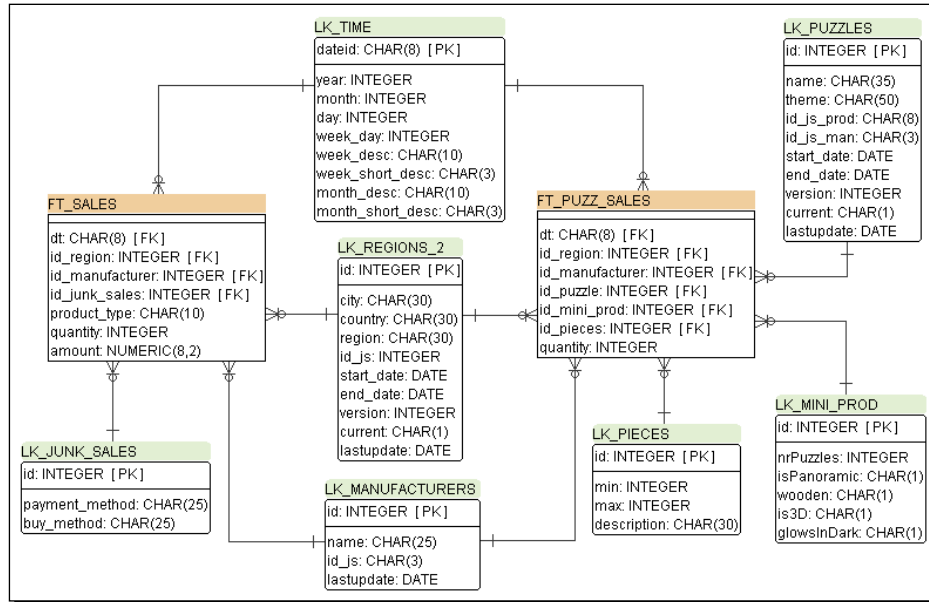 LK_TIME
dateid: CHAR(8) [PK]
year: INTEGER
month: INTEGER
day: INTEGER
week_day: INTEGER
week_desc: CHAR(10)
week_short_desc: CHAR(3)
month_desc: CHAR(10)
month_short_desc: CHAR(3)
LK_PUZZLES
id: INTEGER [PK]
name: CHAR(35)
theme: CHAR(50)
id_js_prod: CHAR(8)
id_js_man: CHAR(3)
start_date: DATE
end_date: DATE
version: INTEGER
current: CHAR(1)
lastupdate: DATE
FT_SALES
dt: CHAR(8) [FK]
id_region: INTEGER [FK]
id_manufacturer: INTEGER [FK]
id_junk_sales: INTEGER [FK]
product_type: CHAR(10)
quantity: INTEGER
amount: NUMERIC(8,2)
LK_REGIONS_2
id: INTEGER [PK]
city: CHAR(30)
country: CHAR(30)
region: CHAR(30)
id_js: INTEGER
start_date: DATE
end_date: DATE
version: INTEGER
current: CHAR(1)
lastupdate: DATE
FT_PUZZ_SALES
dt: CHAR(8) [FK]
id_region: INTEGER [FK]
id_manufacturer: INTEGER [FK]
id_puzzle: INTEGER [FK]
id_mini_prod: INTEGER [FK]
id_pieces: INTEGER [FK]
quantity: INTEGER
LK_JUNK_SALES
id: INTEGER [PK]
payment_method: CHAR(25)
buy_method: CHAR(25)
LK_MANUFACTURERS
id: INTEGER [PK]
name: CHAR(25)
id_js: CHAR(3)
lastupdate: DATE
LK_PIECES
id: INTEGER [PK]
min: INTEGER
max: INTEGER
description: CHAR(30)
LK_MINI_PROD
id: INTEGER [PK]
nrPuzzles: INTEGER
isPanoramic: CHAR(1)
wooden: CHAR(1)
is3D: CHAR(1)
glowsInDark: CHAR(1)